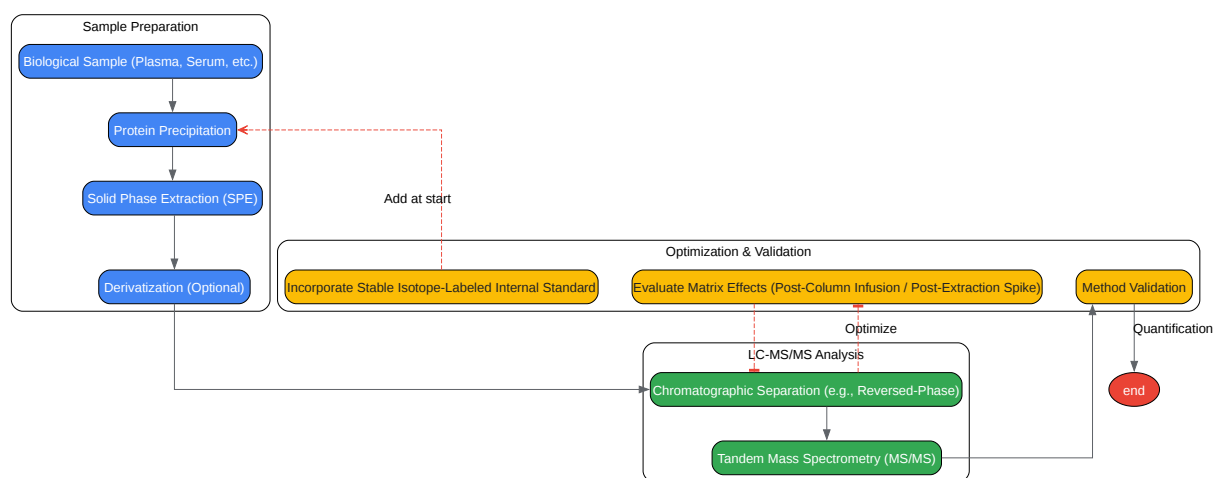 Sample Preparation
Biological Sample (Plasma, Serum, etc.)
Protein Precipitation
Solid Phase Extraction (SPE)
Add at start
Derivatization (Optional)
Optimization & Validation
Incorporate Stable Isotope-Labeled Internal Standard
Evaluate Matrix Effects (Post-Column Infusion / Post-Extraction Spike)
Method Validation
Optimize
Quantification
LC-MS/MS Analysis
Chromatographic Separation (e.g., Reversed-Phase)
end
Tandem Mass Spectrometry (MS/MS)